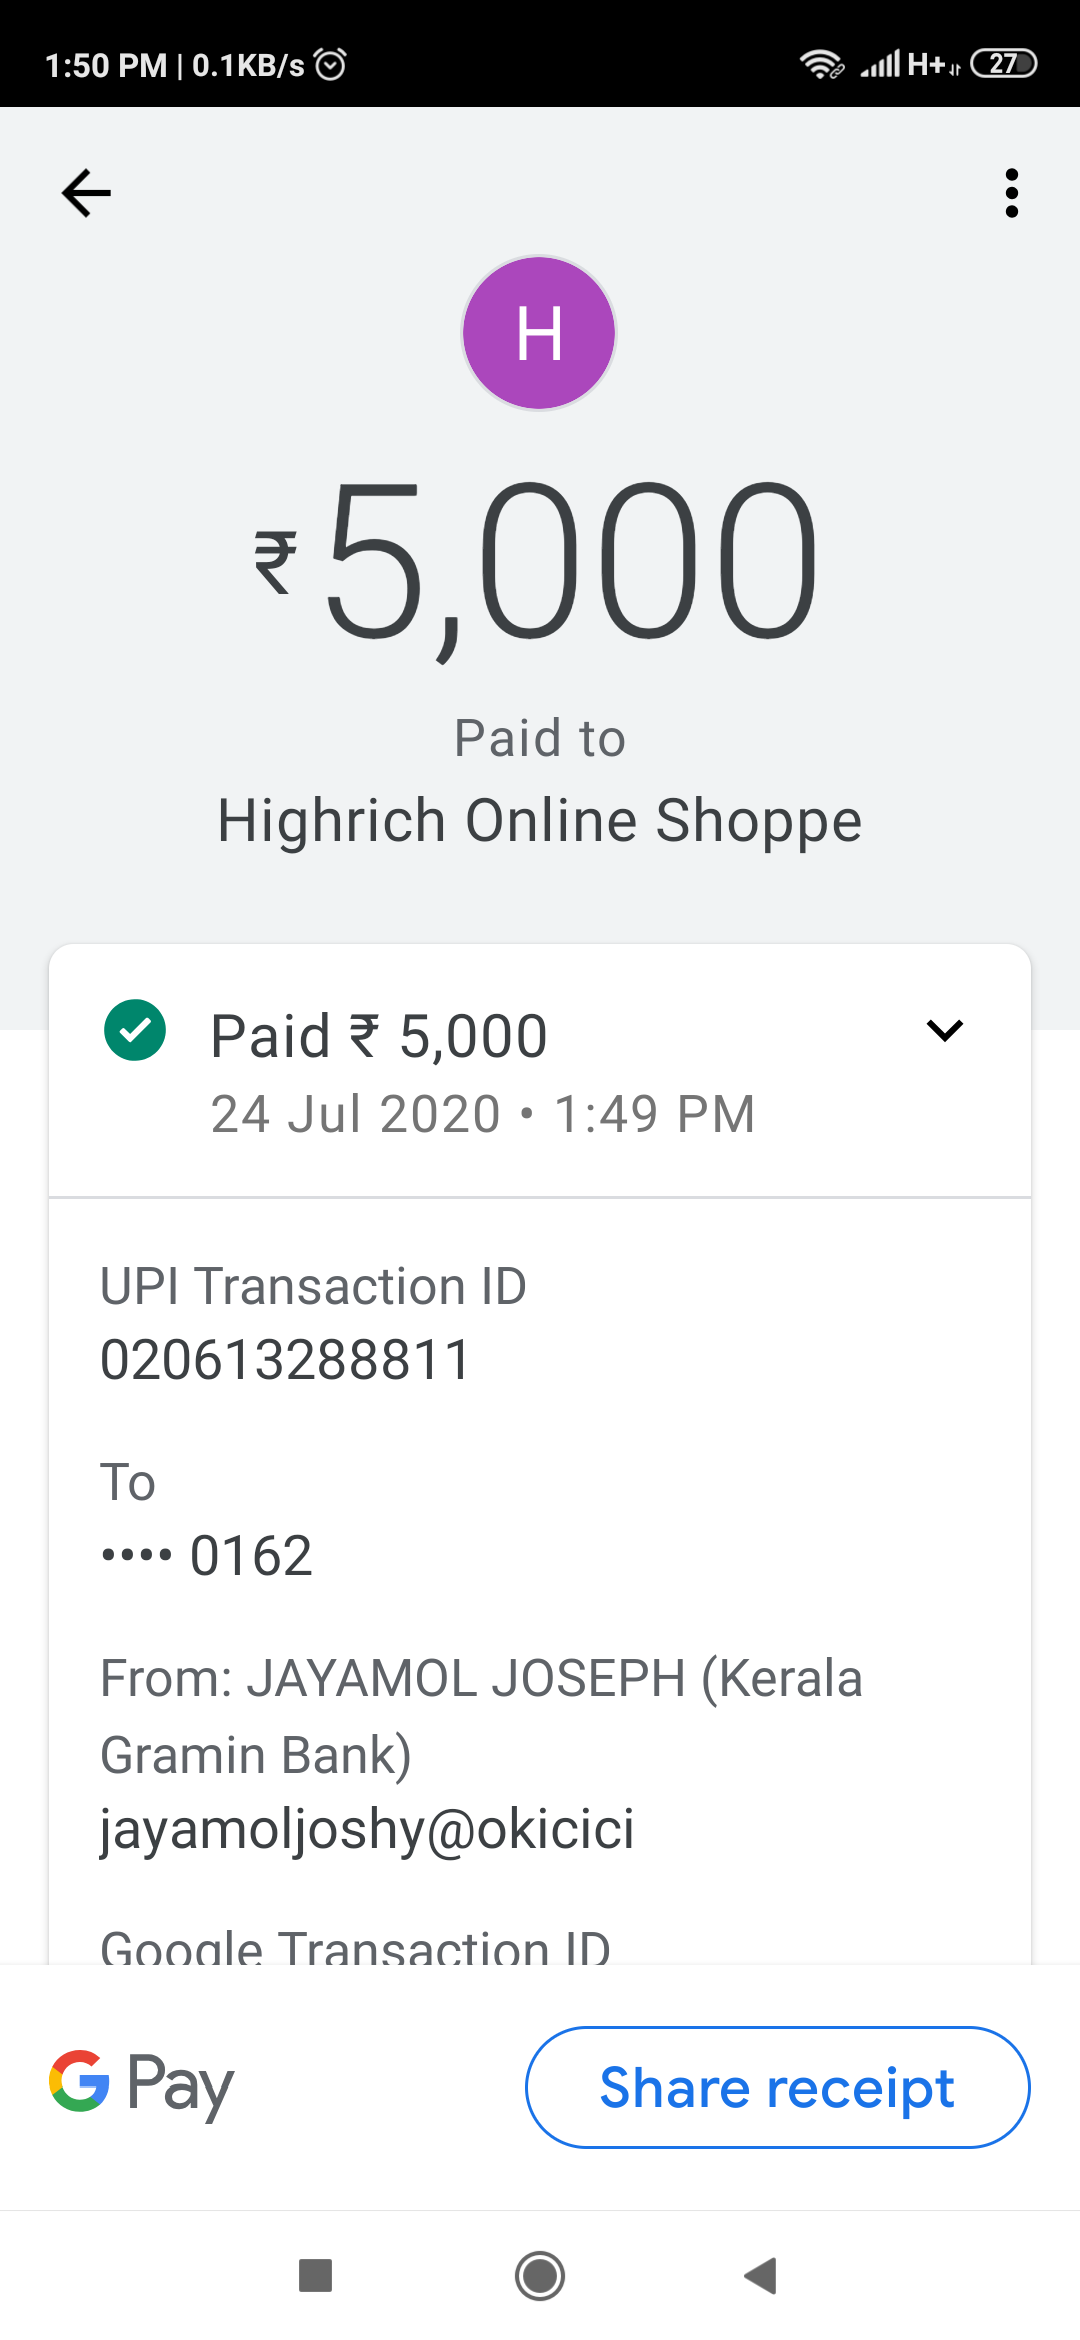 1:50 PM | 0.1KB/s H+ 27
H
₹5,000
Paid to
Highrich Online Shoppe
Paid ₹ 5,000
24 Jul 2020 • 1:49 PM
UPI Transaction ID
020613288811
To
•••• 0162
From: JAYAMOL JOSEPH (Kerala
Gramin Bank)
jayamoljoshy@okicici
Google Transaction ID
G Pay
Share receipt